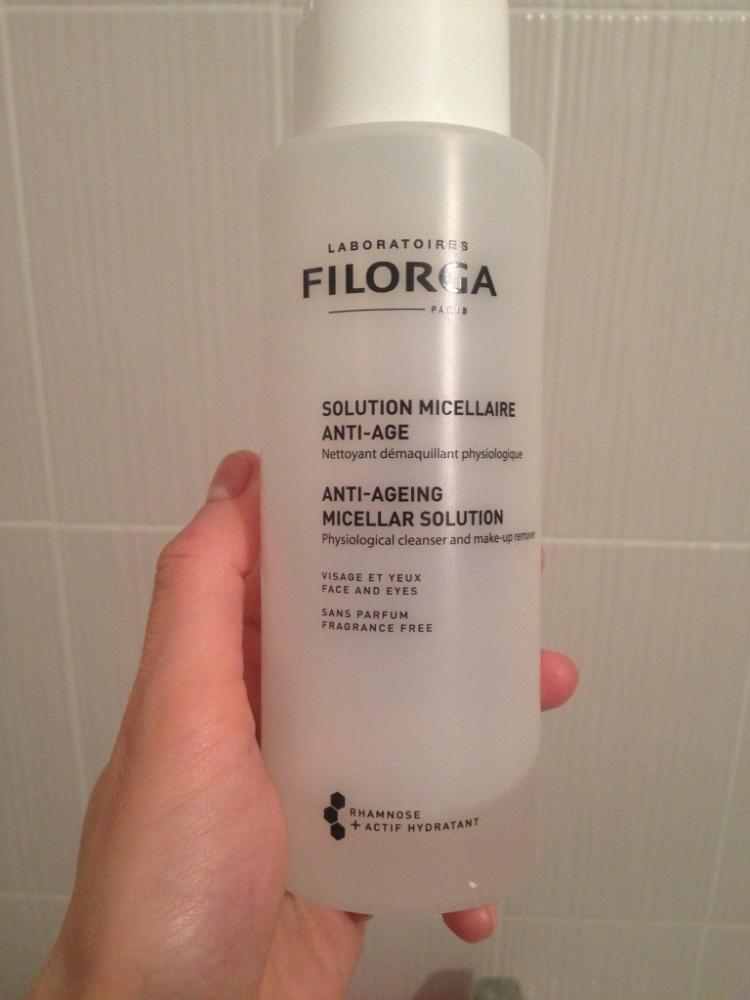 LABORATOIRES
FILORGA
PARIS
SOLUTION MICELLAIRE
ANTI-AGE
Nettoyant démaquillant physiologique
ANTI-AGEING
MICELLAR SOLUTION
Physiological cleanser and make-up remover
VISAGE ET YEUX
FACE AND EYES
SANS PARFUM
FRAGRANCE FREE
RHAMNOSE
+ ACTIF HYDRATANT